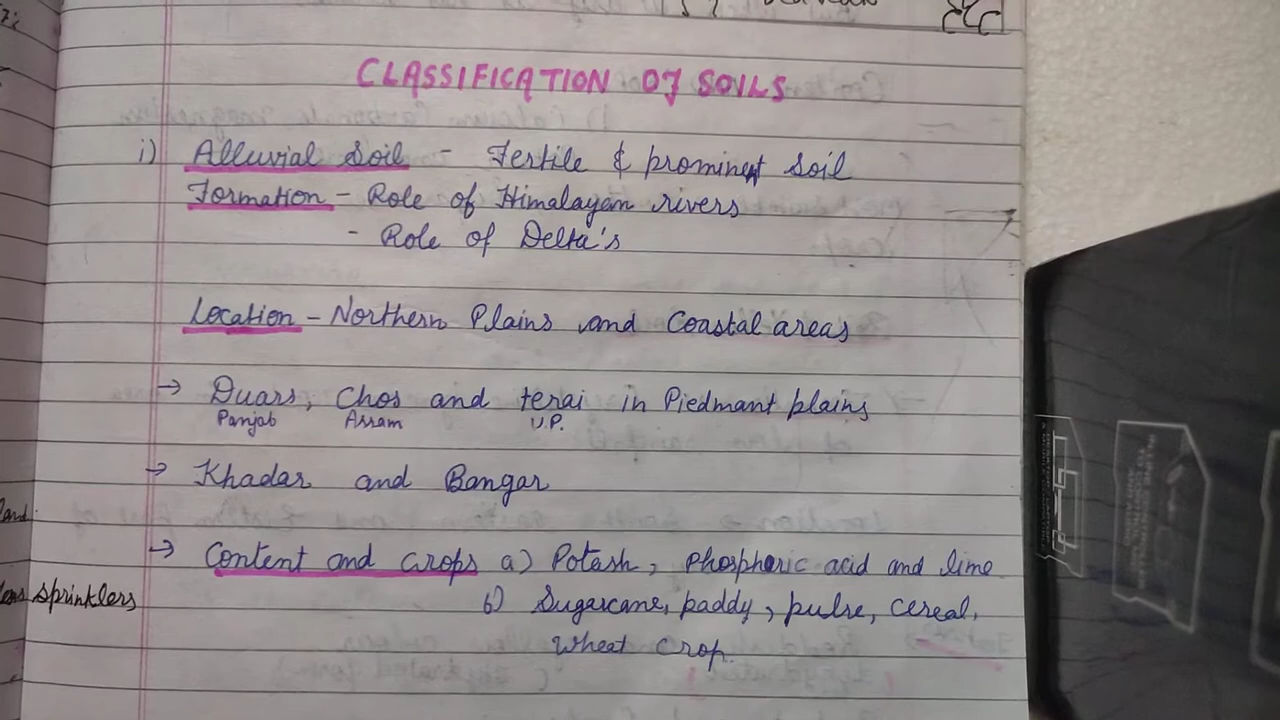 CLASSIFICATION OF SOILS
i) Alluvial Soil - Fertile & prominent soil
Formation - Role of Himalayan rivers
- Role of Delta's
Location - Northern Plains and Coastal areas
→ Duars, Chos and terai in Piedmant plains
Panjab Assam U.P.
→ Khadar and Bangar
→ Content and crops a) Potash, Phosphoric acid and lime
sprinklers
b) Sugarcane, paddy, pulse, cereal,
Wheat crop.